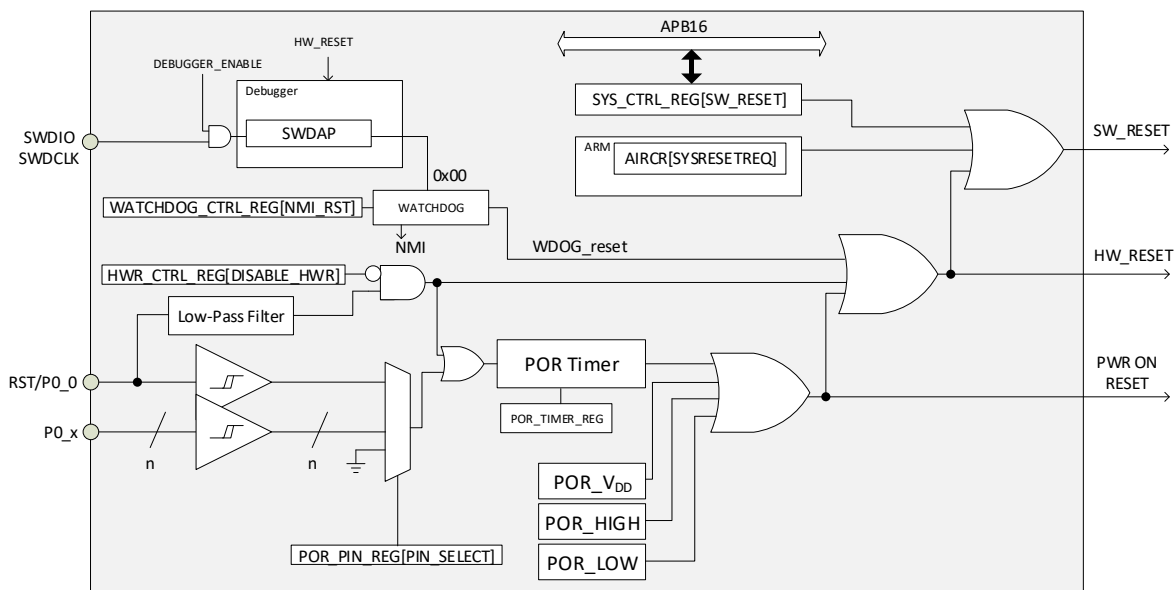 APB16
HW_RESET
DEBUGGER_ENABLE
Debugger
SWDAP
SYS_CTRL_REG[SW_RESET]
SWDIO
SWDCLK
SW_RESET
ARM
AIRCR[SYSRESETREQ]
0x00
WATCHDOG_CTRL_REG[NMI_RST]
WATCHDOG
NMI
WDOG_reset
HWR_CTRL_REG[DISABLE_HWR]
HW_RESET
Low-Pass Filter
RST/P0_0
POR Timer
PWR ON
RESET
POR_TIMER_REG
P0_x
n
n
POR_VDD
POR_HIGH
POR_PIN_REG[PIN_SELECT]
POR_LOW